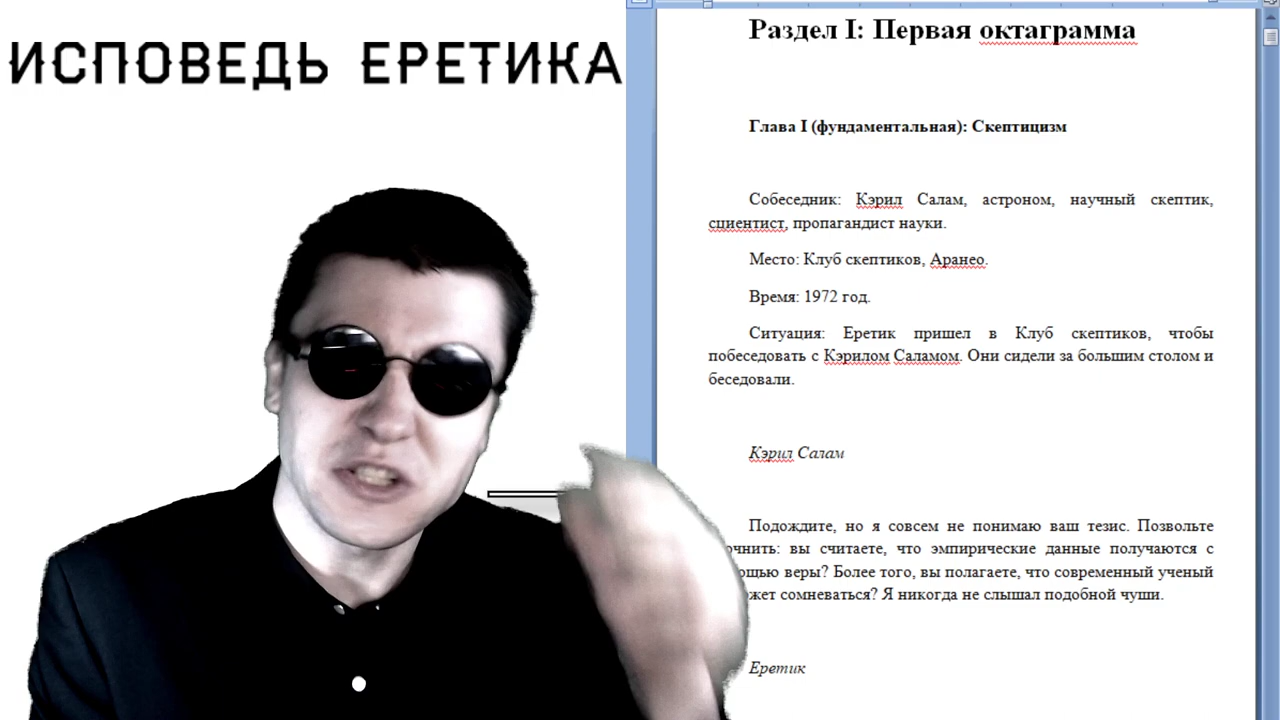 ИСПОВЕДЬ ЕРЕТИКА
Раздел I: Первая октаграмма
Глава I (фундаментальная): Скептицизм
Собеседник: Кэрил Салам, астроном, научный скептик,
сциентист, пропагандист науки.
Место: Клуб скептиков, Аранео.
Время: 1972 год.
Ситуация: Еретик пришел в Клуб скептиков, чтобы
побеседовать с Кэрилом Саламом. Они сидели за большим столом и
беседовали.
Кэрил Салам
Подождите, но я совсем не понимаю ваш тезис. Позвольте
вы считаете, что эмпирические данные получаются с
веры? Более того, вы полагаете, что современный ученый
сомневаться? Я никогда не слышал подобной чуши.
Еретик